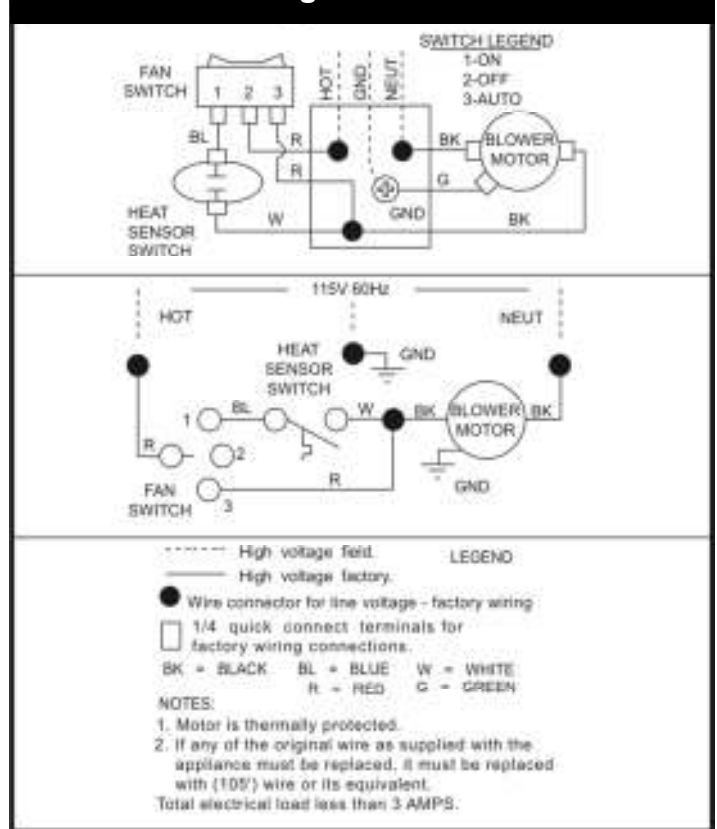 SWITCH LEGEND
1-ON
2-OFF
3-AUTO
FAN
SWITCH
1 2 3
HOT
GND
NEUT
BL
R
R
BK
BLOWER
MOTOR
G
GND
HEAT
SENSOR
SWITCH
W
BK
115V 60Hz
HOT
NEUT
HEAT
SENSOR
SWITCH
GND
1
BL
W
BK
BLOWER
MOTOR
BK
R
2
FAN
SWITCH
3
R
GND
High voltage field.
LEGEND
High voltage factory.
Wire connector for line voltage - factory wiring
1/4 quick connect terminals for
factory wiring connections.
BK = BLACK BL = BLUE W = WHITE
R = RED G = GREEN
NOTES:
1. Motor is thermally protected.
2. If any of the original wire as supplied with the
appliance must be replaced, it must be replaced
with (105') wire or its equivalent.
Total electrical load less than 3 AMPS.